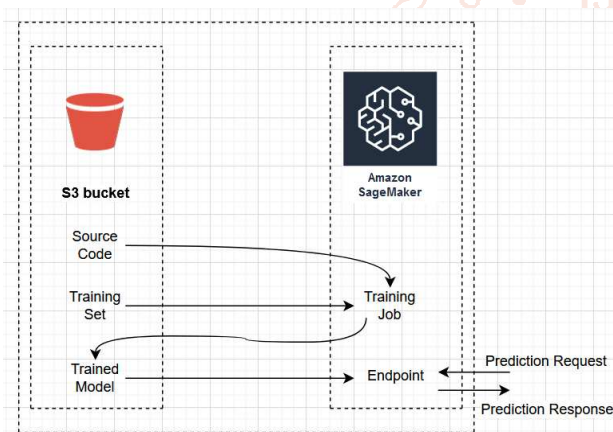 Amazon
SageMaker
S3 bucket
Source
Code
Training
Set
Training
Job
Trained
Model
Endpoint
Prediction Request
Prediction Response